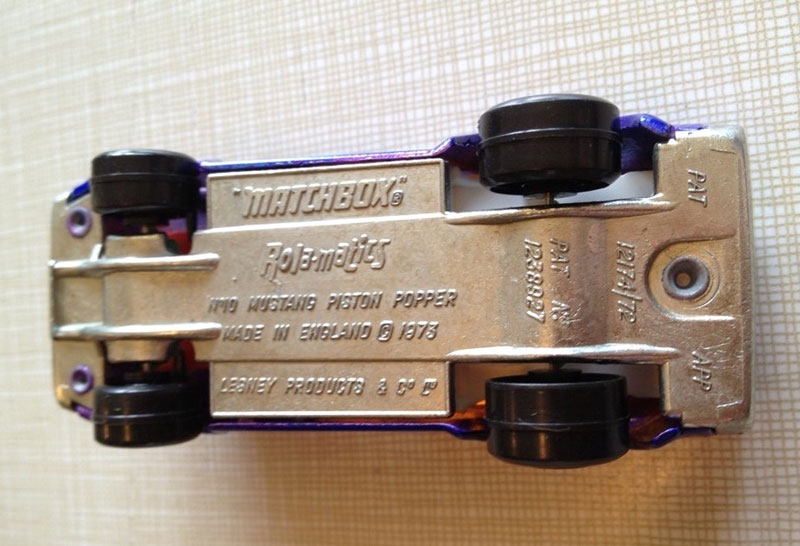 "MATCHBOX"®
Rola-matics
Nº10 MUSTANG PISTON POPPER
MADE IN ENGLAND © 1973
LESNEY PRODUCTS & Cº Lᴰ
PAT Nº
1238927
PAT
12741/72
APP